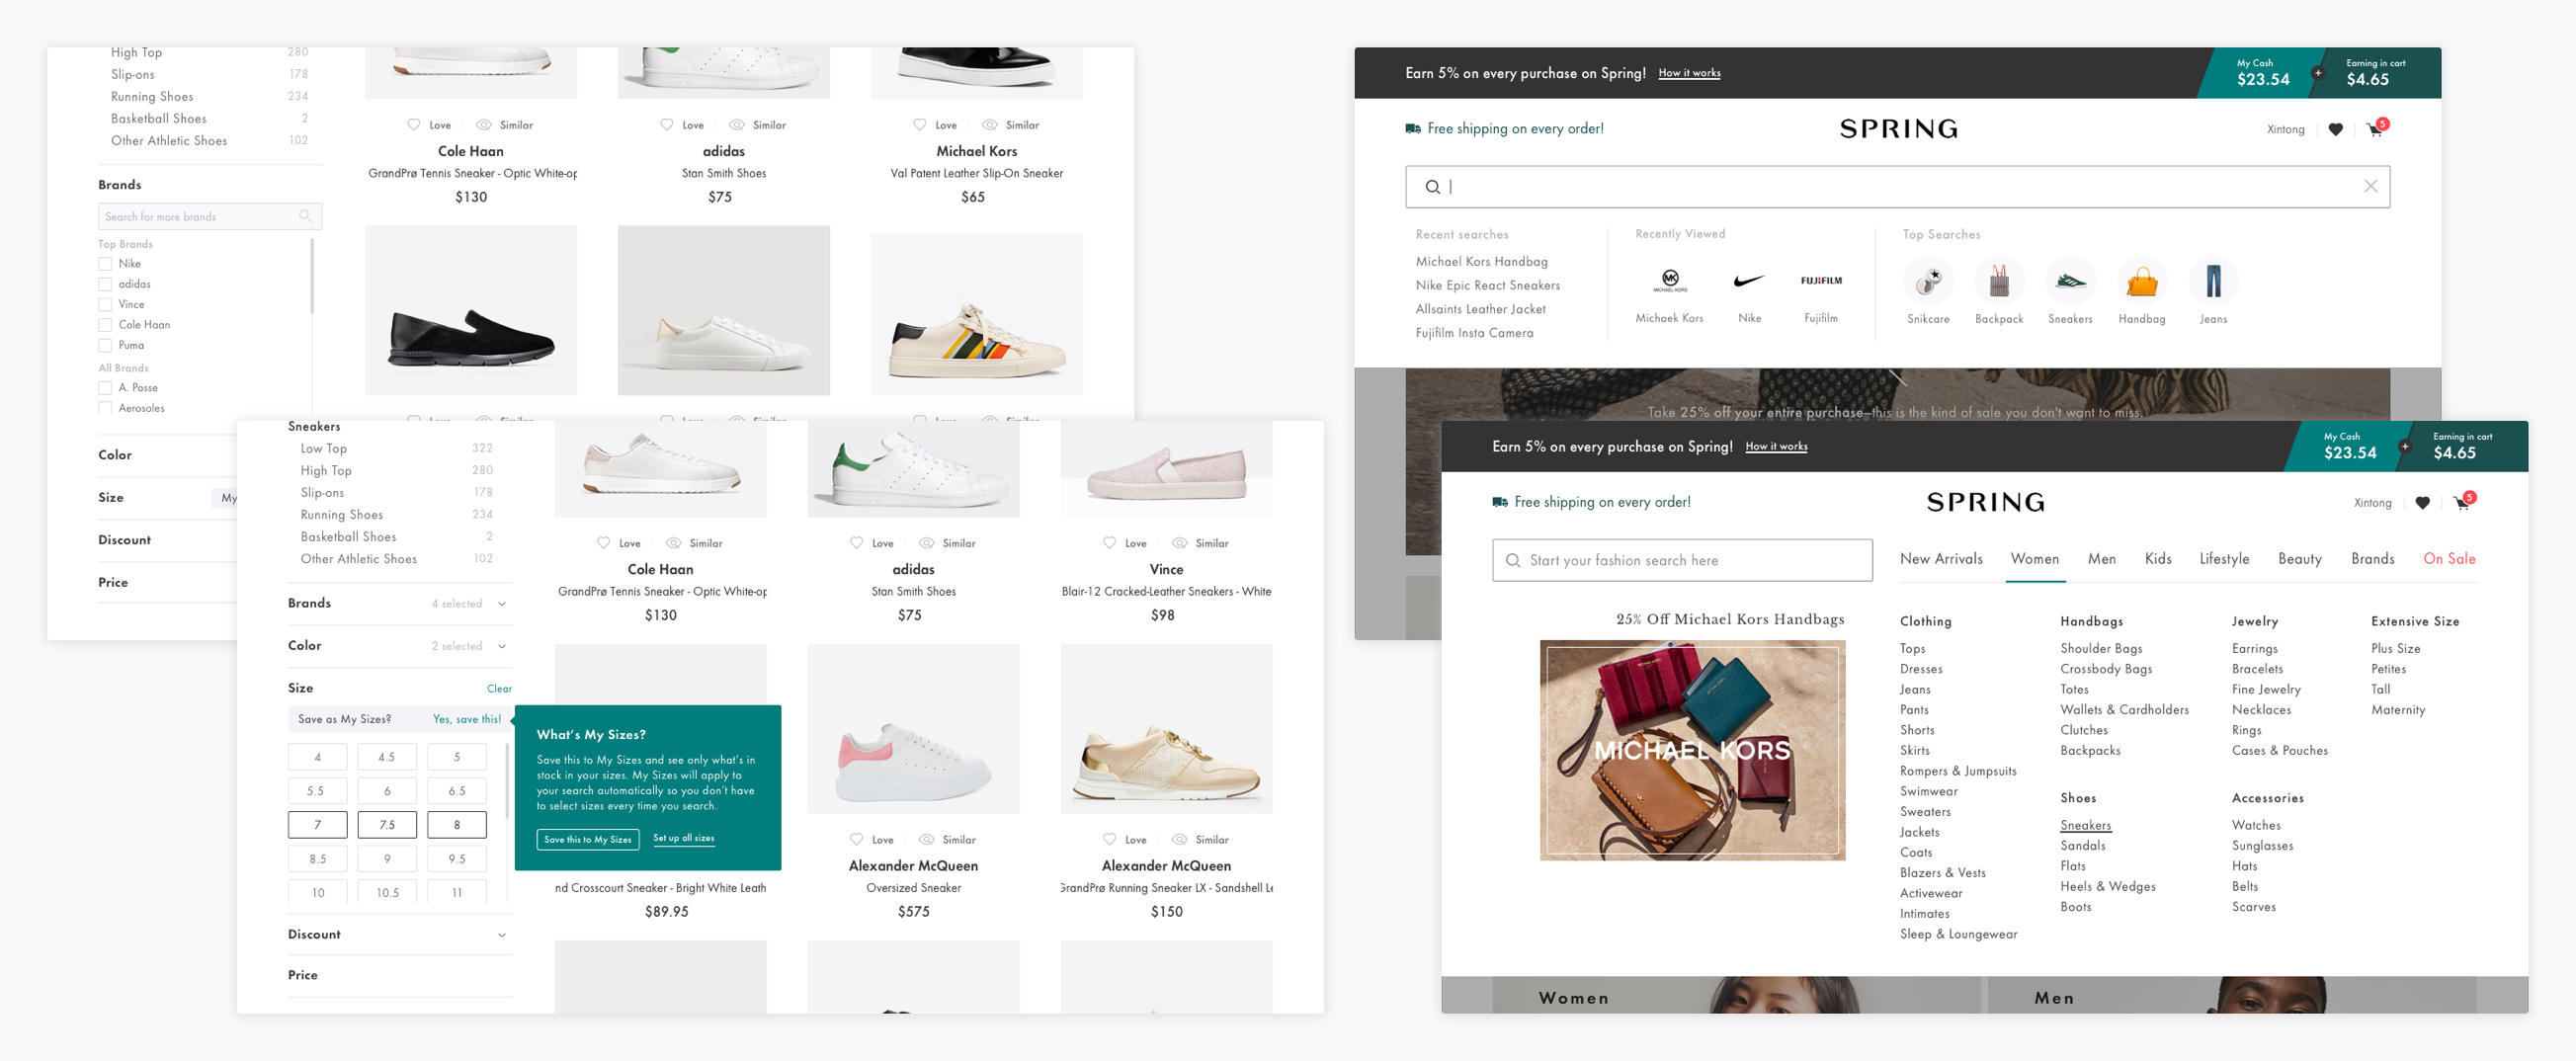 High Top 280
Slip-ons 178
Running Shoes 234
Basketball Shoes 2
Other Athletic Shoes 102
Brands
Search for more brands
Top Brands
Nike
adidas
Vince
Cole Haan
Puma
All Brands
A. Posse
Aerosoles
Color
Size My
Discount
Price
Love Similar
Love Similar
Love Similar
Cole Haan
GrandPrø Tennis Sneaker - Optic White-op
$130
adidas
Stan Smith Shoes
$75
Michael Kors
Val Patent Leather Slip-On Sneaker
$65
Sneakers
Low Top 322
High Top 280
Slip-ons 178
Running Shoes 234
Basketball Shoes 2
Other Athletic Shoes 102
Brands 4 selected
Color 2 selected
Size Clear
Save as My Sizes? Yes, save this!
4 4.5 5
5.5 6 6.5
7 7.5 8
8.5 9 9.5
10 10.5 11
Discount
Price
What's My Sizes?
Save this to My Sizes and see only what's in
stock in your sizes. My Sizes will apply to
your search automatically so you don't have
to select sizes every time you search.
Save this to My Sizes Set up all sizes
Love Similar
Love Similar
Love Similar
Cole Haan
GrandPrø Tennis Sneaker - Optic White-op
$130
adidas
Stan Smith Shoes
$75
Vince
Blair-12 Cracked-Leather Sneakers - White
$98
nd Crosscourt Sneaker - Bright White Leath
$89.95
Love Similar
Alexander McQueen
Oversized Sneaker
$575
Love Similar
Alexander McQueen
GrandPrø Running Sneaker LX - Sandshell Le
$150
Earn 5% on every purchase on Spring! How it works
My Cash
$23.54
+
Earning in cart
$4.65
Free shipping on every order!
SPRING
Xintong
5
Recent searches
Michael Kors Handbag
Nike Epic React Sneakers
Allsaints Leather Jacket
Fujifilm Insta Camera
Recently Viewed
MK
MICHAEL KORS
FUJIFILM
Michaek Kors
Nike
Fujifilm
Top Searches
Snikcare
Backpack
Sneakers
Handbag
Jeans
Take 25% off your entire purchase—this is the kind of sale you don't want to miss.
Earn 5% on every purchase on Spring! How it works
My Cash
$23.54
+
Earning in cart
$4.65
Free shipping on every order!
SPRING
Xintong
5
Start your fashion search here
New Arrivals Women Men Kids Lifestyle Beauty Brands On Sale
25% Off Michael Kors Handbags
MICHAEL KORS
Clothing
Tops
Dresses
Jeans
Pants
Shorts
Skirts
Rompers & Jumpsuits
Swimwear
Sweaters
Jackets
Coats
Blazers & Vests
Activewear
Intimates
Sleep & Loungewear
Handbags
Shoulder Bags
Crossbody Bags
Totes
Wallets & Cardholders
Clutches
Backpacks
Shoes
Sneakers
Sandals
Flats
Heels & Wedges
Boots
Jewelry
Earrings
Bracelets
Fine Jewelry
Necklaces
Rings
Cases & Pouches
Accessories
Watches
Sunglasses
Hats
Belts
Scarves
Extensive Size
Plus Size
Petites
Tall
Maternity
Women
Men